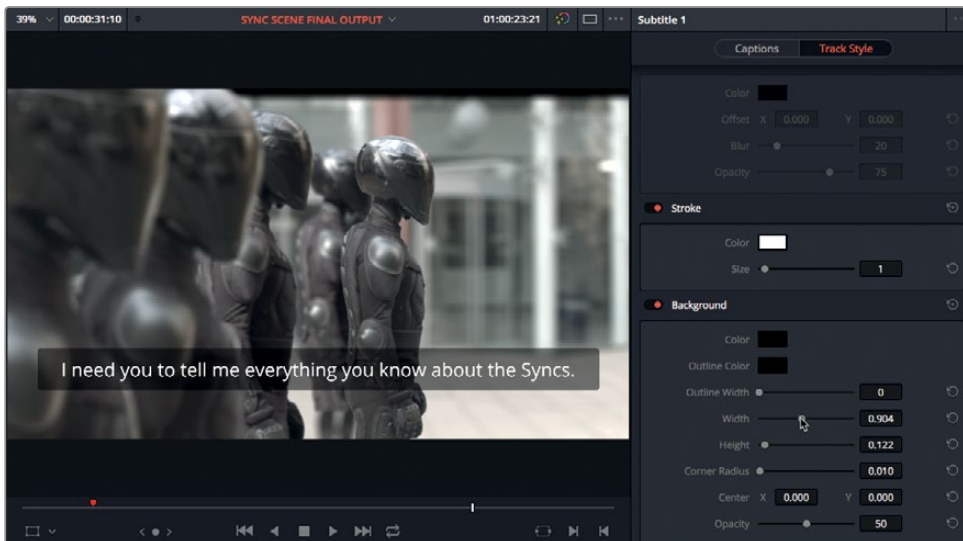 39% 00:00:31:10 SYNC SCENE FINAL OUTPUT 01:00:23:21 ••• Subtitle 1
Captions Track Style
Color
Offset X 0.000 Y 0.000
Blur 20
Opacity 75
Stroke
Color
Size 1
Background
Color
Outline Color
Outline Width 0
Width 0.904
Height 0.122
Corner Radius 0.010
Center X 0.000 Y 0.000
Opacity 50
I need you to tell me everything you know about the Syncs.